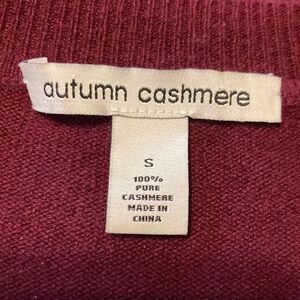 autumn cashmere
S
100%
PURE
CASHMERE
MADE IN
CHINA